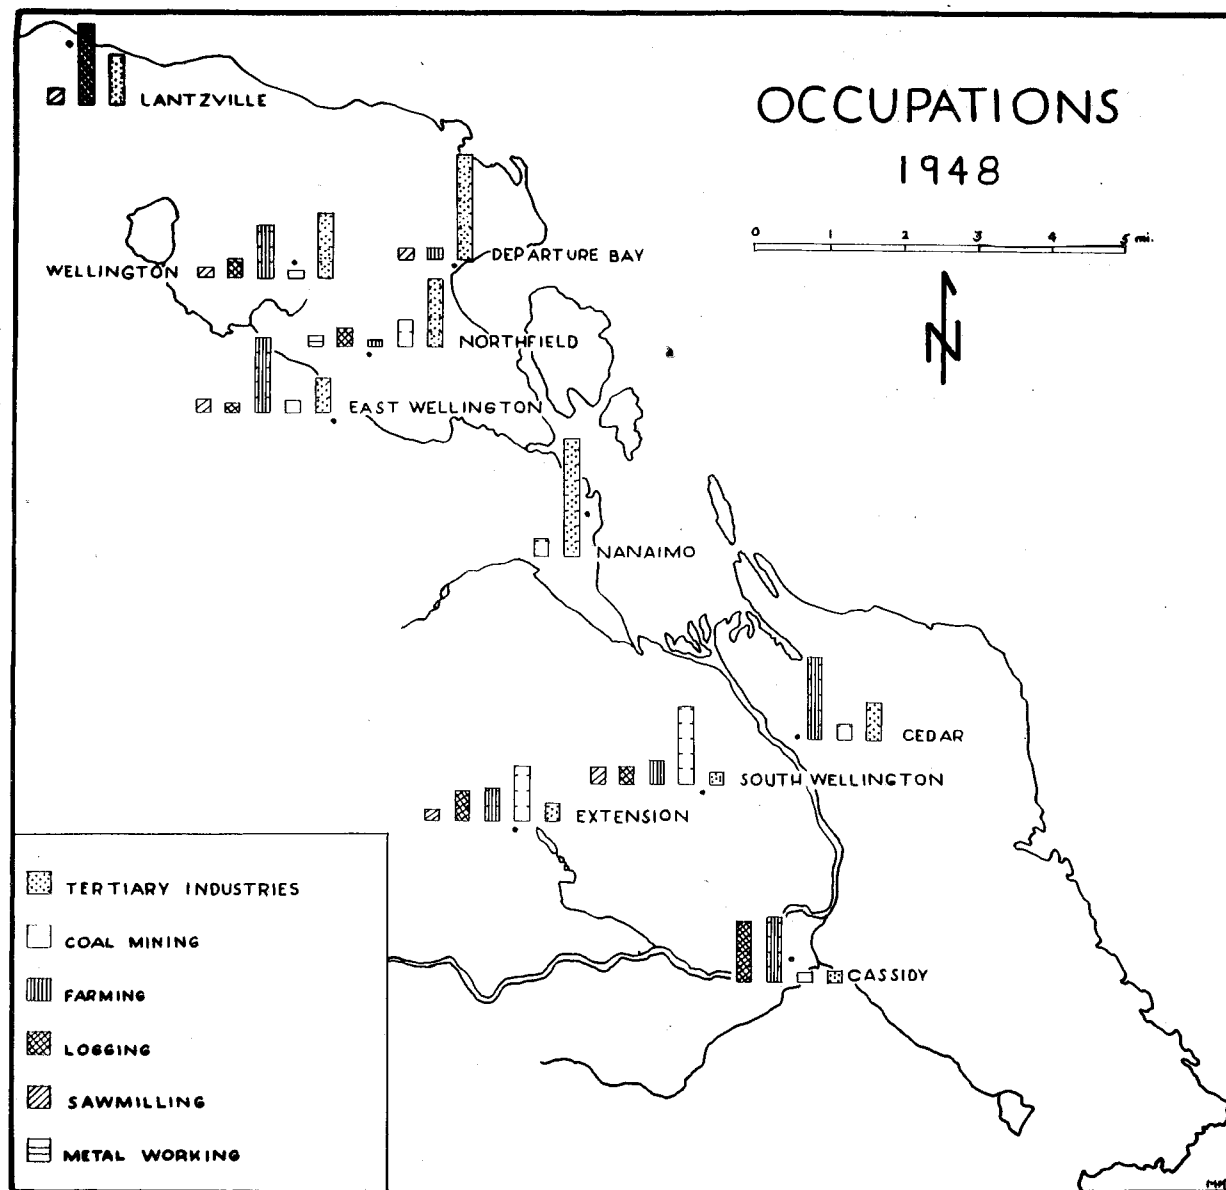 OCCUPATIONS
1948
0 1 2 3 4 5 mi.
N
LANTZVILLE
WELLINGTON
DEPARTURE BAY
NORTHFIELD
EAST WELLINGTON
NANAIMO
CEDAR
SOUTH WELLINGTON
EXTENSION
CASSIDY
TERTIARY INDUSTRIES
COAL MINING
FARMING
LOGGING
SAWMILLING
METAL WORKING